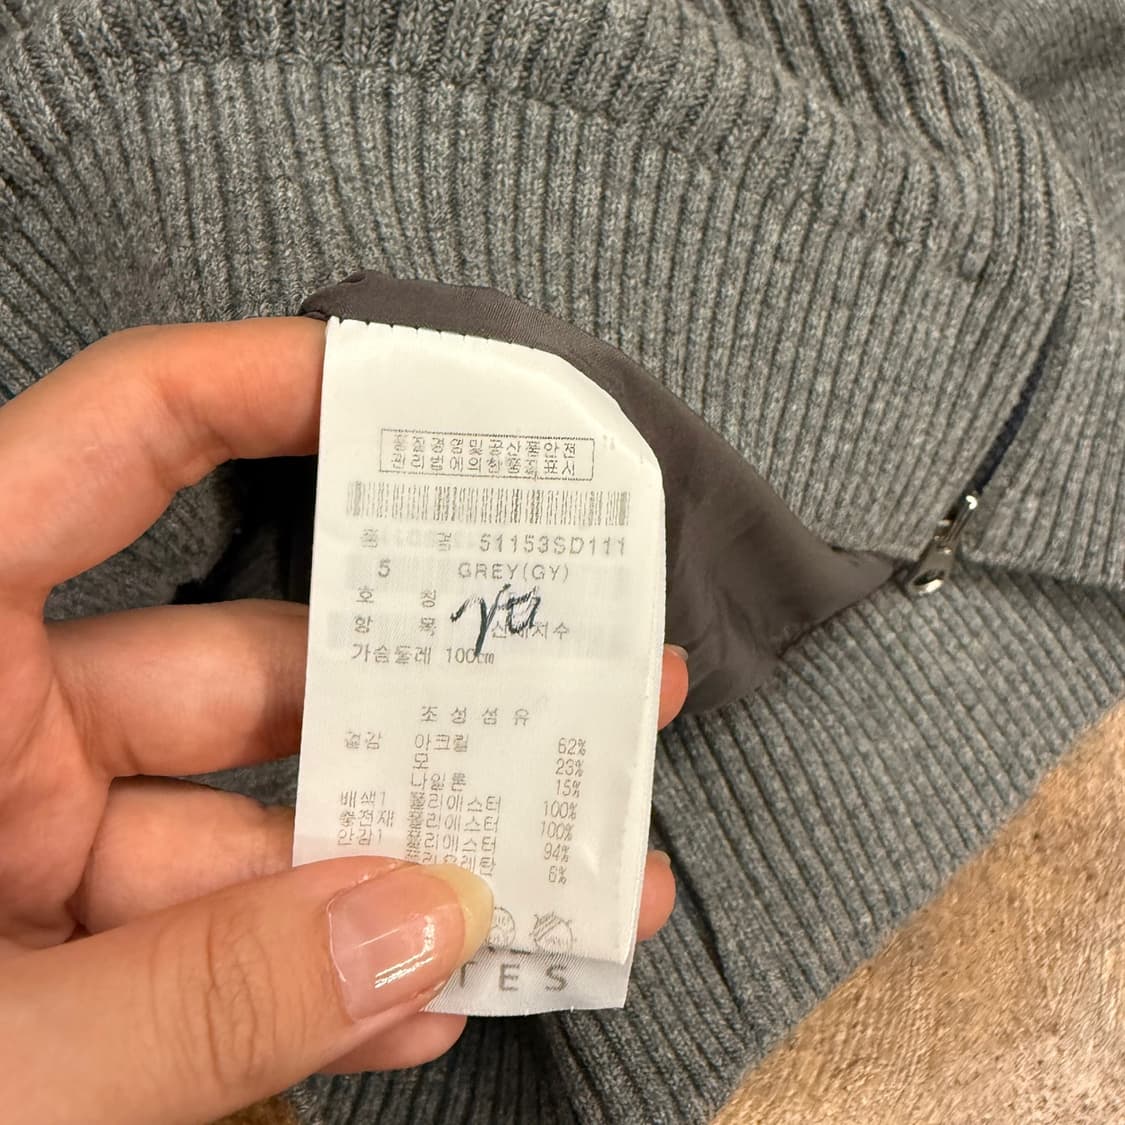 품질경영및공산품안전
관리법에의한품질표시
품 명 51153SD111
5 GREY(GY)
호 칭
항 목 신체치수
가슴둘레 100cm
조성섬유
겉감 아크릴 62%
모 23%
나일론 15%
배색1 폴리에스터 100%
충전재 폴리에스터 100%
안감1 폴리에스터 94%
폴리우레탄 6%
TES